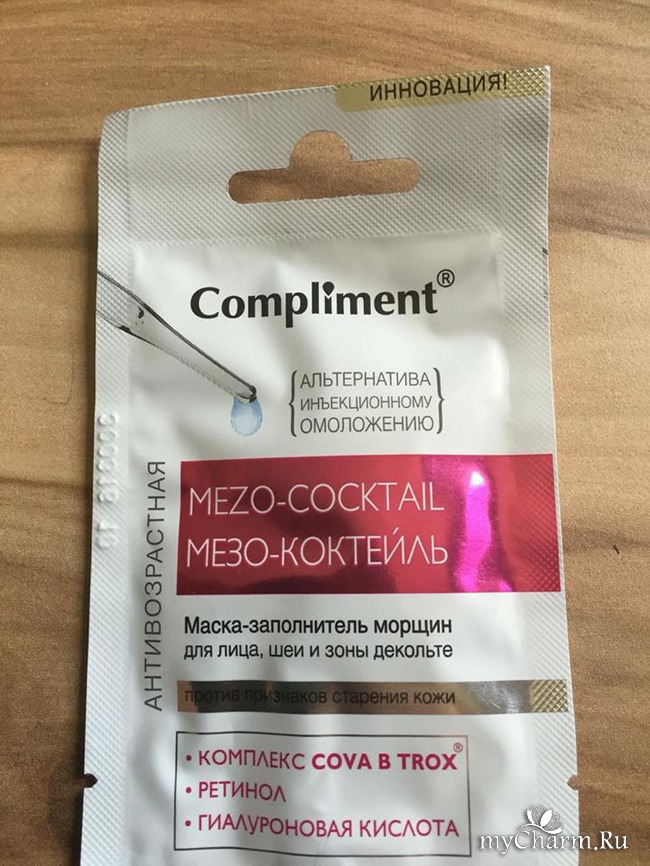 ИННОВАЦИЯ!
Compliment®
{АЛЬТЕРНАТИВА
ИНЪЕКЦИОННОМУ
ОМОЛОЖЕНИЮ}
MEZO-COCKTAIL
МЕЗО-КОКТЕЙЛЬ
АНТИВОЗРАСТНАЯ
Маска-заполнитель морщин
для лица, шеи и зоны декольте
против признаков старения кожи
• КОМПЛЕКС COVA B TROX®
• РЕТИНОЛ
• ГИАЛУРОНОВАЯ КИСЛОТА
myCharm.Ru